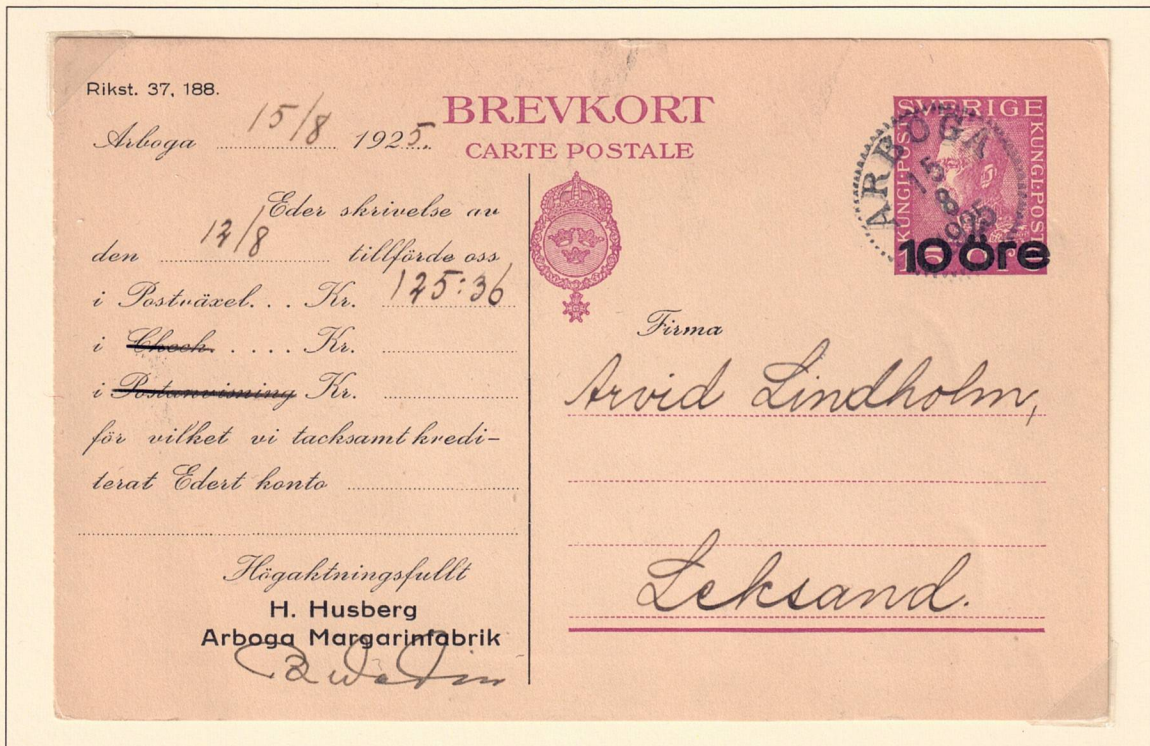 Rikst. 37, 188.
Arboga 15/8 1925.
BREVKORT
CARTE POSTALE
SVERIGE
KUNGL·POST
KUNGL·POST
ARBOGA
15
8
1925
10 öre
Eder skrivelse av
den 12/8 tillförde oss
i Postväxel. . . Kr. 125:36
i Check. . . . . Kr.
i Postanvisning Kr.
för vilket vi tacksamt kredi-
terat Edert konto
Högaktningsfullt
H. Husberg
Arboga Margarinfabrik
Firma
Arvid Lindholm,
Leksand.